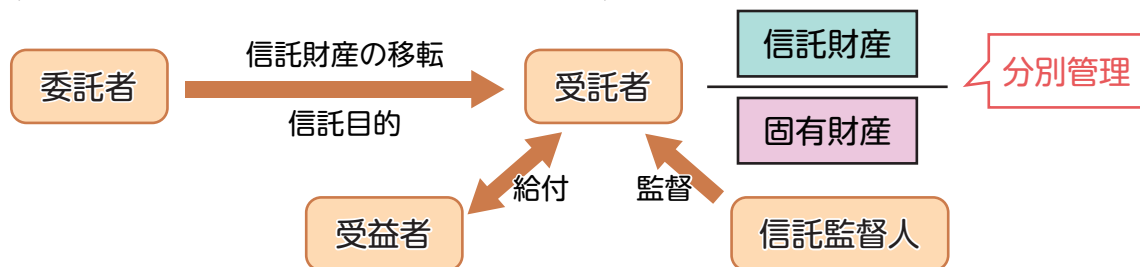 委託者
信託財産の移転
信託目的
受託者
信託財産
固有財産
分別管理
給付
監督
受益者
信託監督人